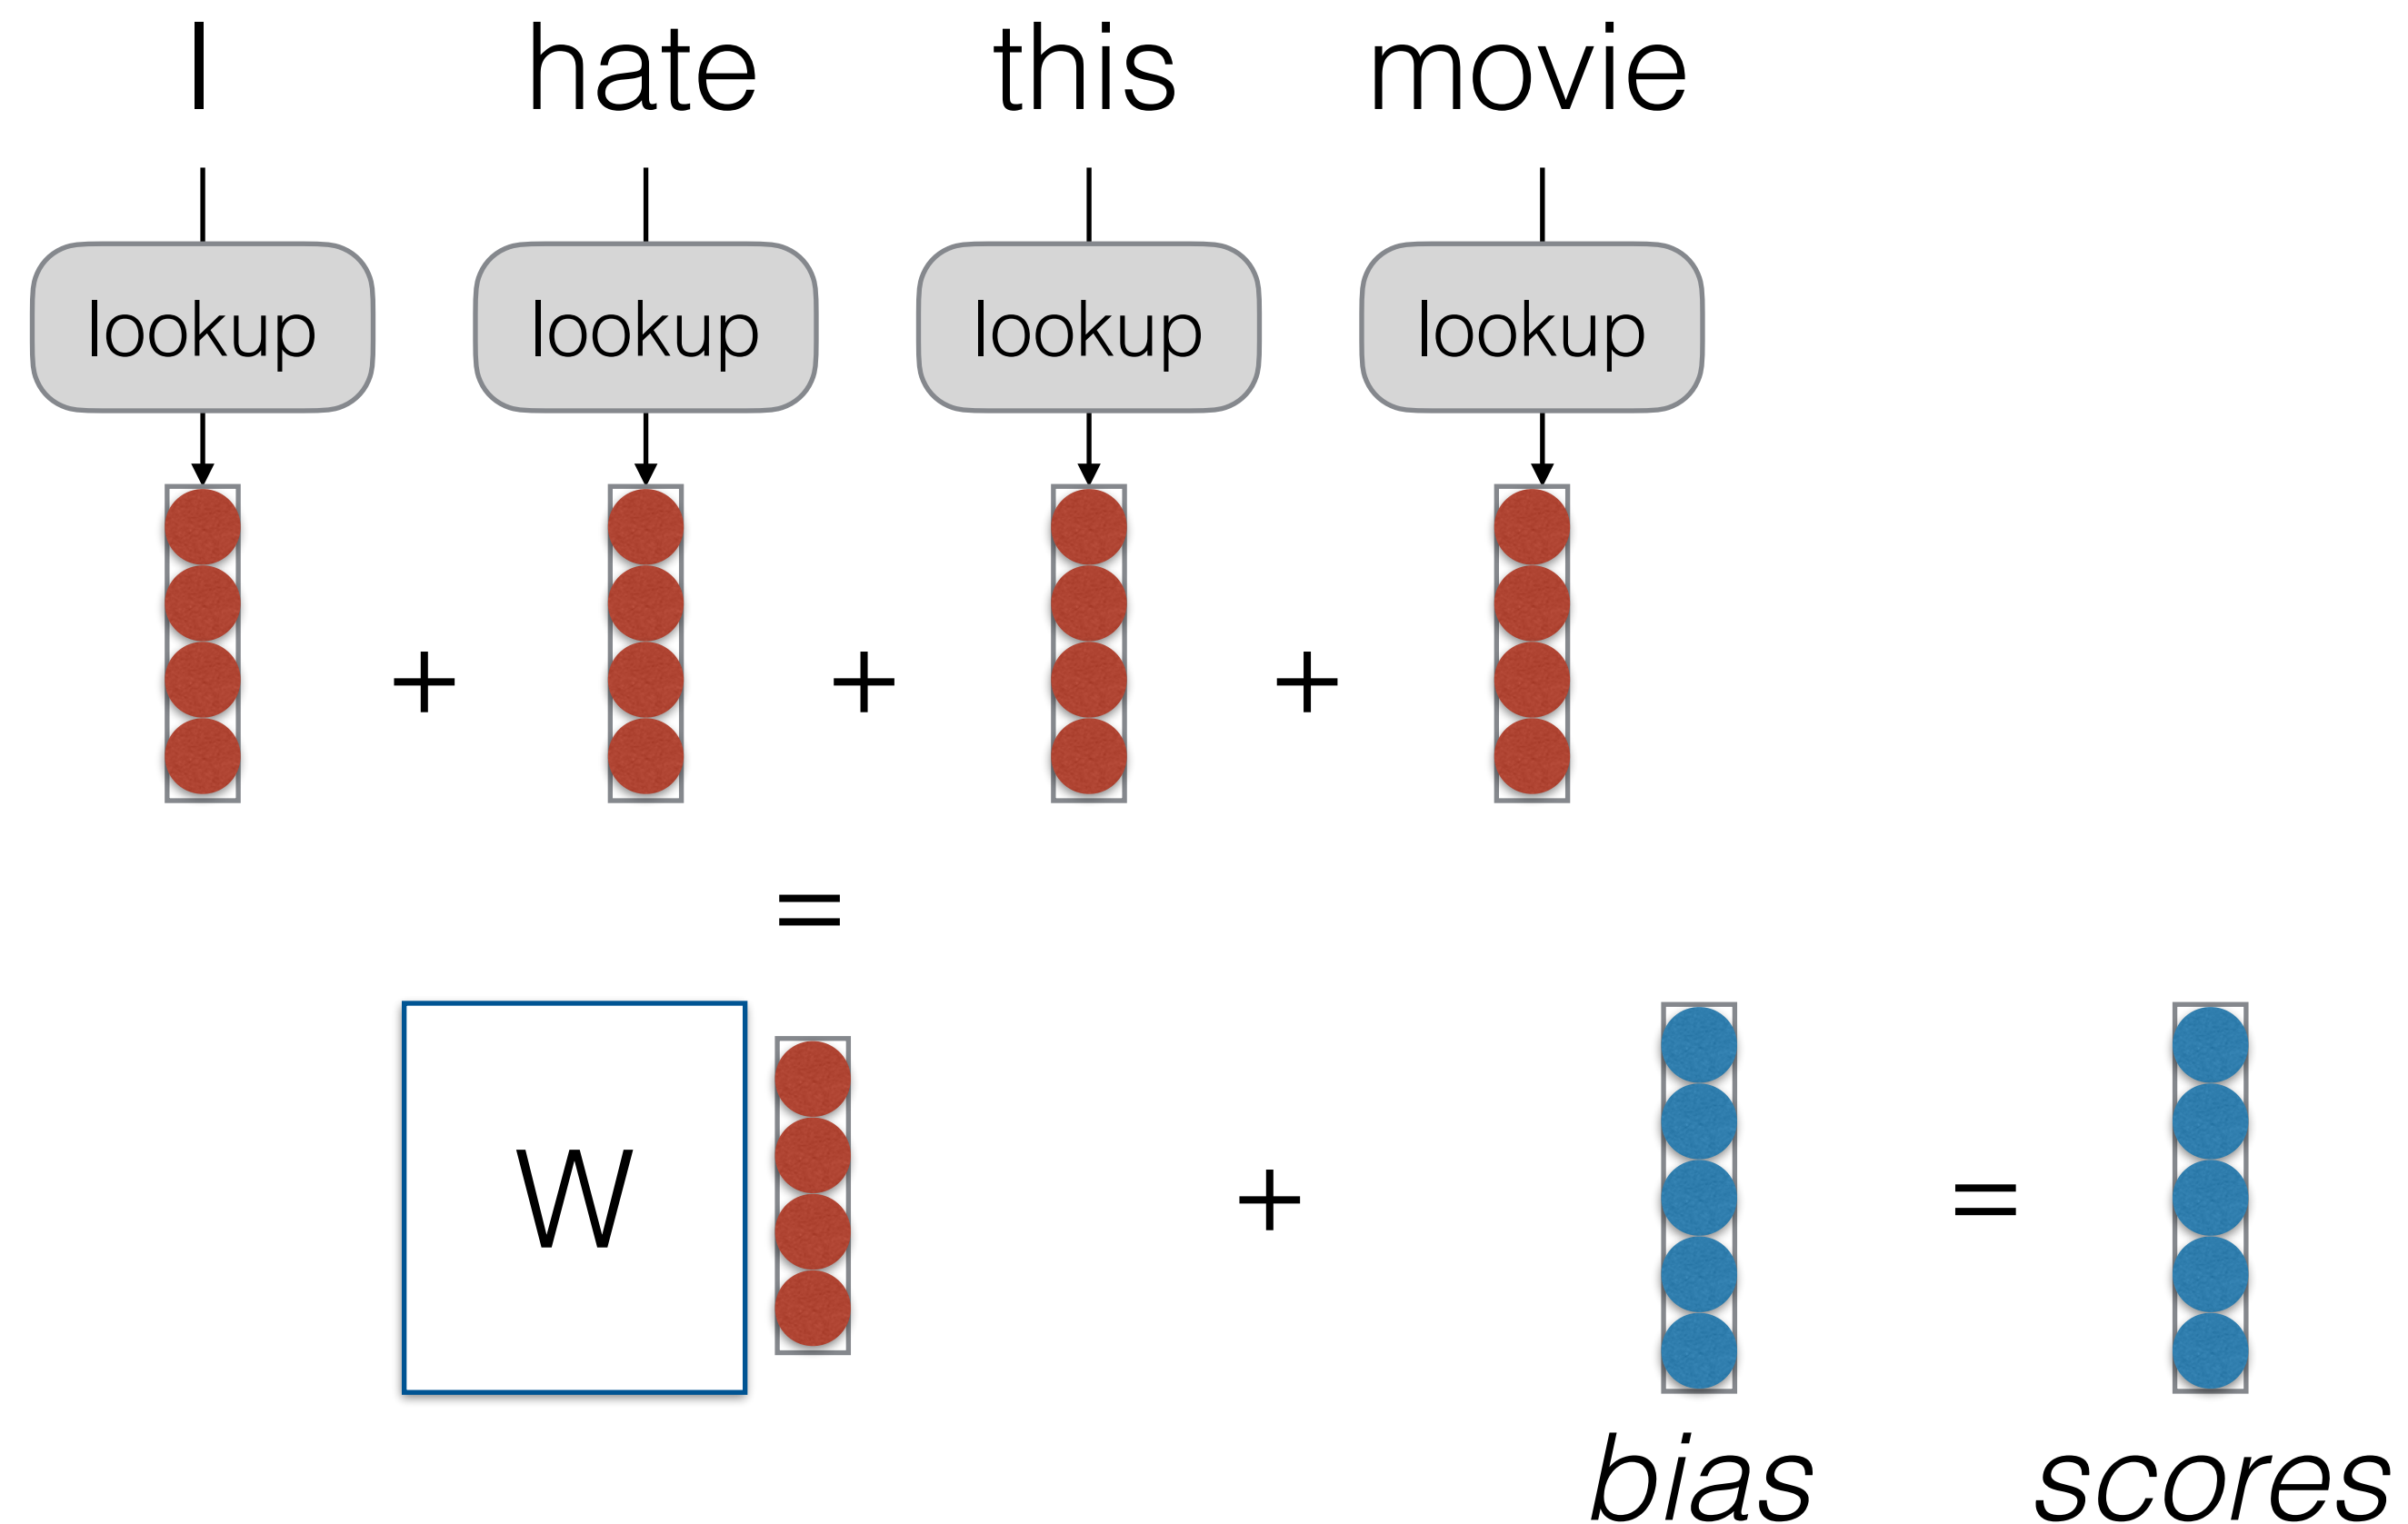 I hate this movie
lookup lookup lookup lookup
+ + +
=
W + =
bias scores